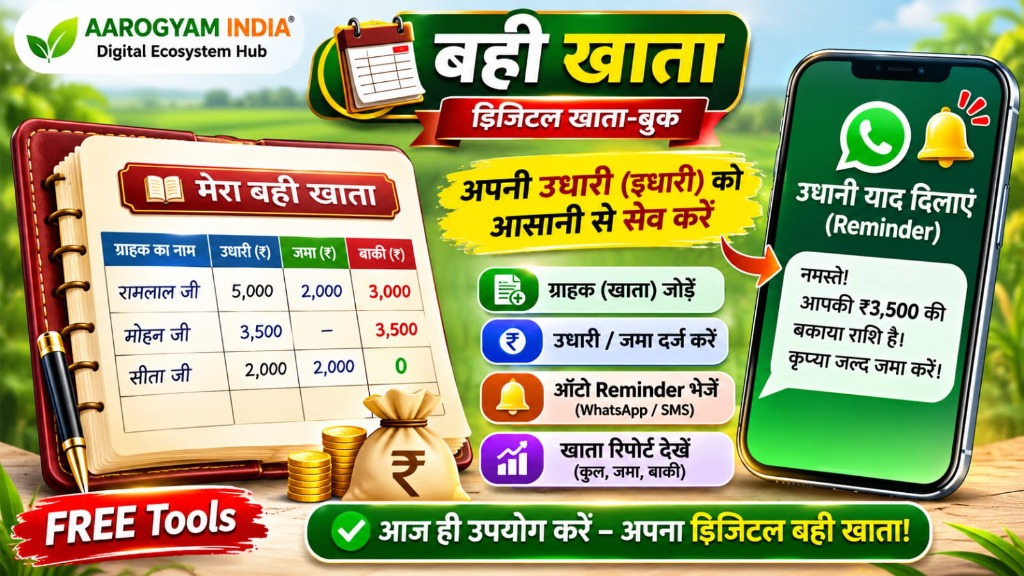 AAROGYAM INDIA®
Digital Ecosystem Hub
बही खाता
डिजिटल खाता-बुक
मेरा बही खाता
ग्राहक का नाम उधारी (₹) जमा (₹) बाकी (₹)
रामलाल जी 5,000 2,000 3,000
मोहन जी 3,500 – 3,500
सीता जी 2,000 2,000 0
₹
FREE Tools
अपनी उधारी (इधारी) को
आसानी से सेव करें
ग्राहक (खाता) जोड़ें
₹ उधारी / जमा दर्ज करें
ऑटो Reminder भेजें
(WhatsApp / SMS)
खाता रिपोर्ट देखें
(कुल, जमा, बाकी)
उधानी याद दिलाएं
(Reminder)
नमस्ते!
आपकी ₹3,500 की
बकाया राशि है!
कृप्या जल्द जमा करें!
आज ही उपयोग करें – अपना डिजिटल बही खाता!